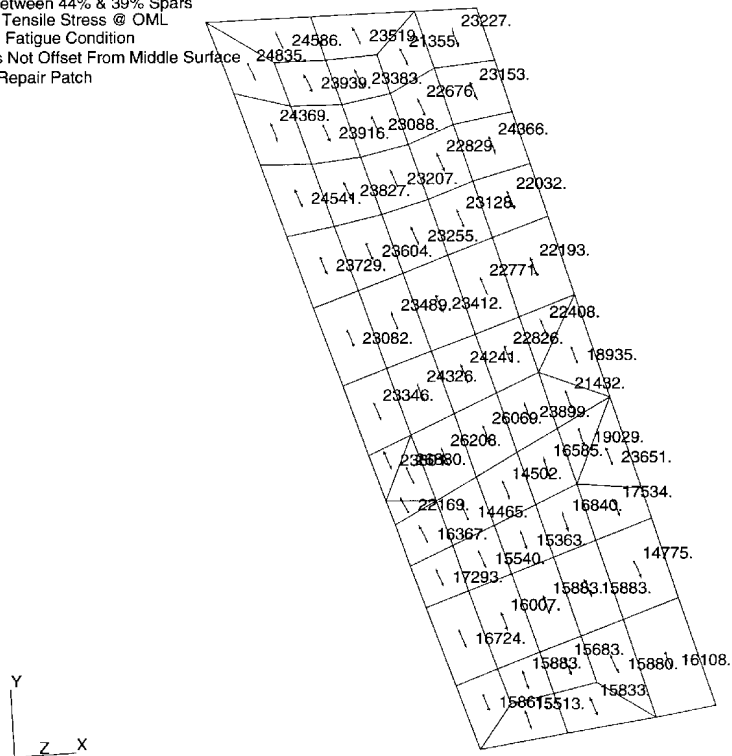 etween 44% & 39% Spars
Tensile Stress @ OML
Fatigue Condition
s Not Offset From Middle Surface
Repair Patch
23227.
24586. 23519. 21355.
24835.
23939. 23383. 22676. 23153.
24369. 23916. 23088. 22829. 24366.
24541. 23827. 23207. 23128. 22032.
23729. 23604. 23255. 22771. 22193.
23082. 23489. 23412. 22826. 22408.
18935.
23346. 24326. 24241. 23899. 21432.
26208. 26069. 16585. 19029.
23651.
22169. 14465. 14502. 16840. 17534.
16367. 15540. 15363. 14775.
17293. 16007. 15883. 15883.
16724. 15883. 15683. 15880. 16108.
15513. 15833.
Y
Z X